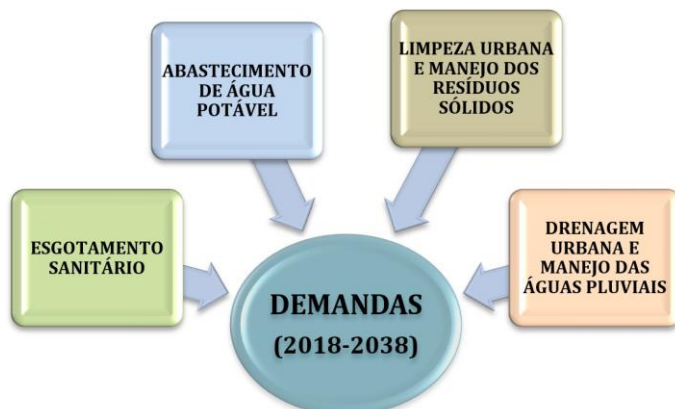 ABASTECIMENTO
DE ÁGUA
POTÁVEL
LIMPEZA URBANA
E MANEJO DOS
RESÍDUOS
SÓLIDOS
ESGOTAMENTO
SANITÁRIO
DRENAGEM
URBANA E
MANEJO DAS
ÁGUAS PLUVIAIS
DEMANDAS
(2018-2038)